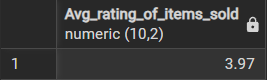 Avg_rating_of_items_sold
numeric (10,2)
1 3.97